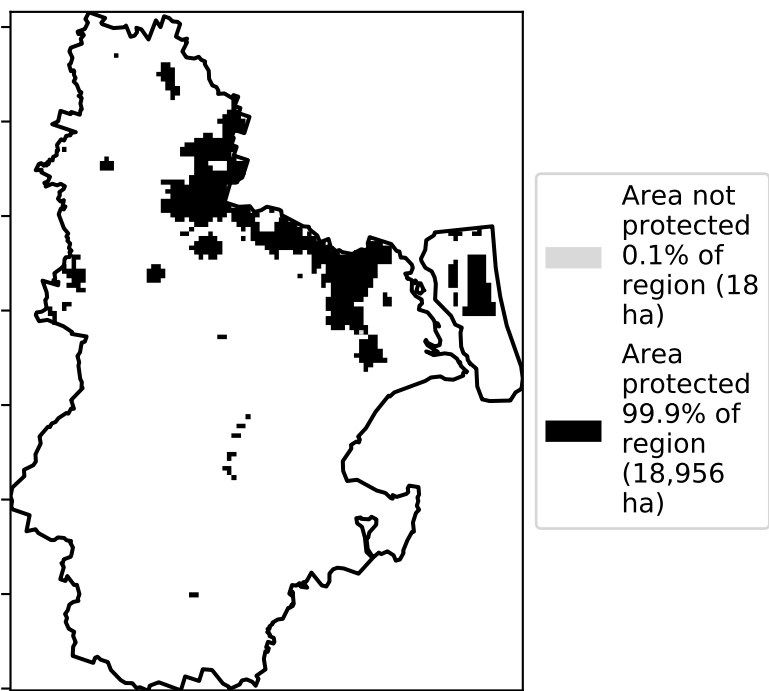 Area not
protected
0.1% of
region (18
ha)
Area
protected
99.9% of
region
(18,956
ha)